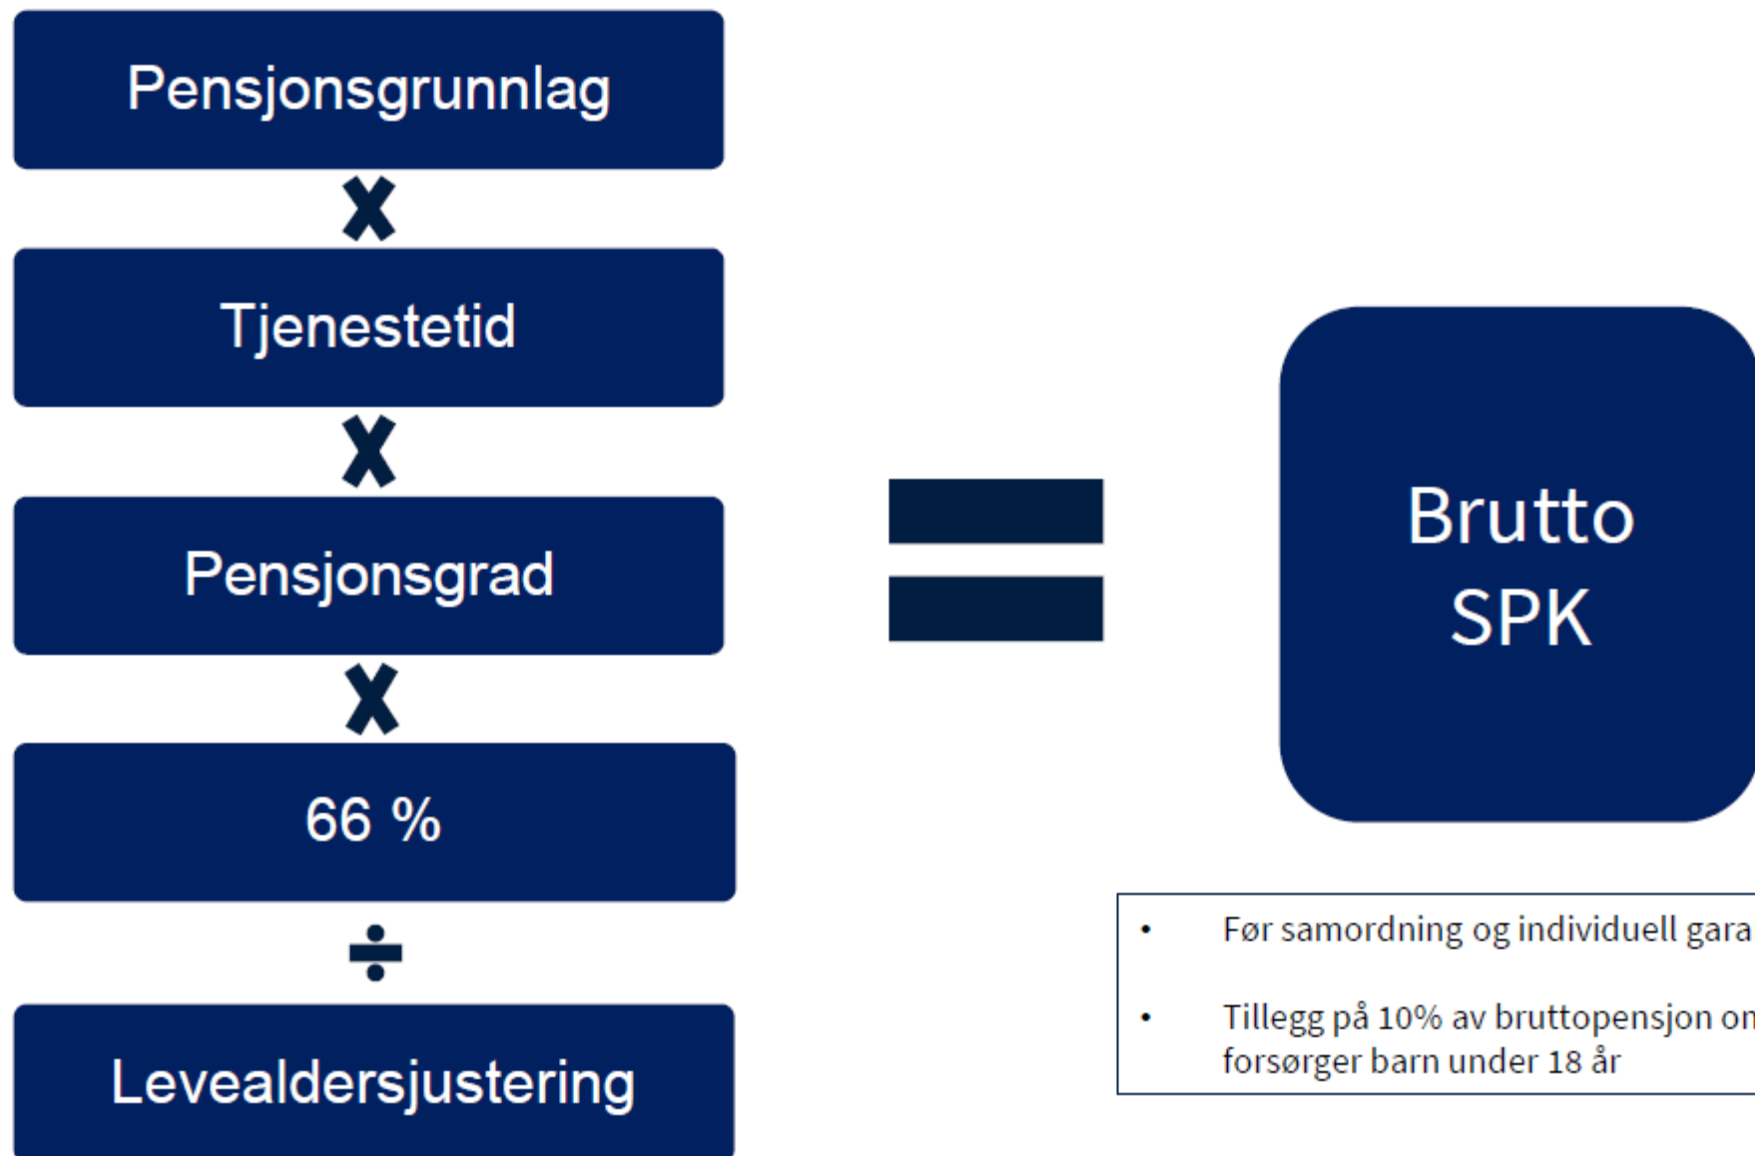 Pensjonsgrunnlag
Tjenestetid
Pensjonsgrad
66 %
Levealdersjustering
Brutto
SPK
• Før samordning og individuell
• Tillegg på 10% av bruttopensjon
forsørger barn under 18 år